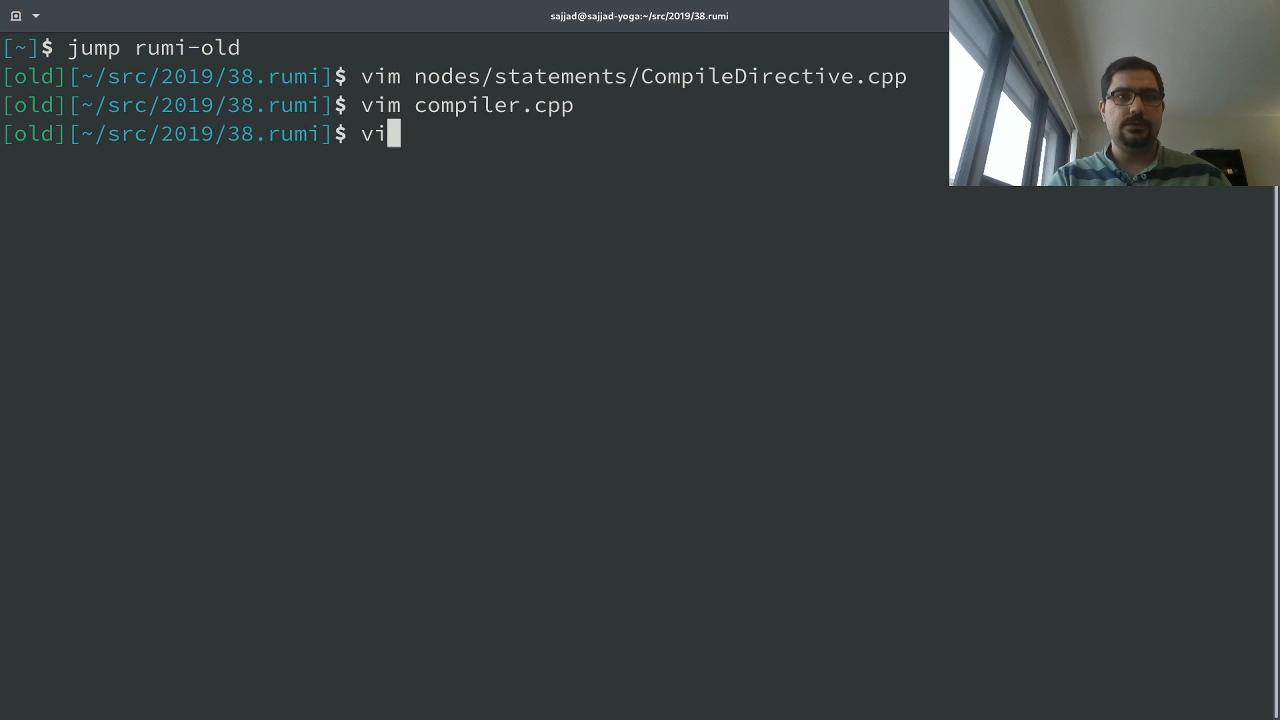 sajjad@sajjad-yoga:~/src/2019/38.rumi
[~]$ jump rumi-old
[old][~/src/2019/38.rumi]$ vim nodes/statements/CompileDirective.cpp
[old][~/src/2019/38.rumi]$ vim compiler.cpp
[old][~/src/2019/38.rumi]$ vi